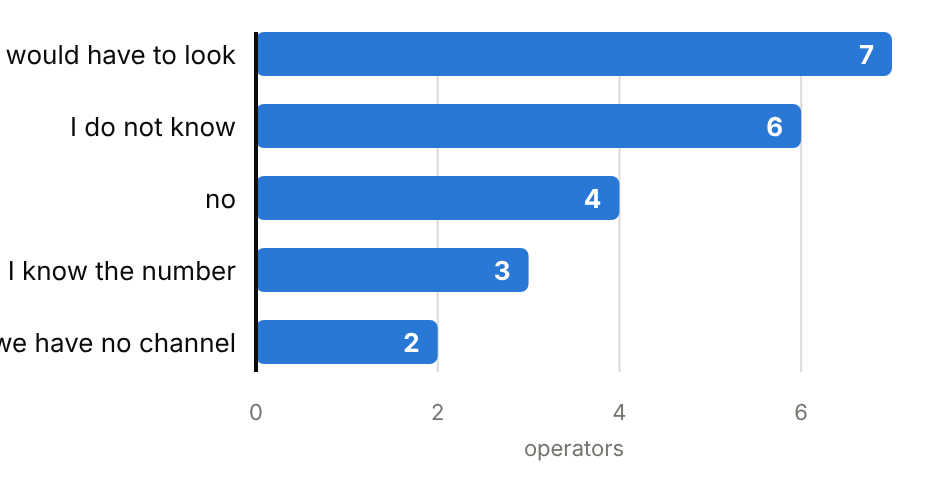 would have to look 7
I do not know 6
no 4
I know the number 3
we have no channel 2
0 2 4 6
operators